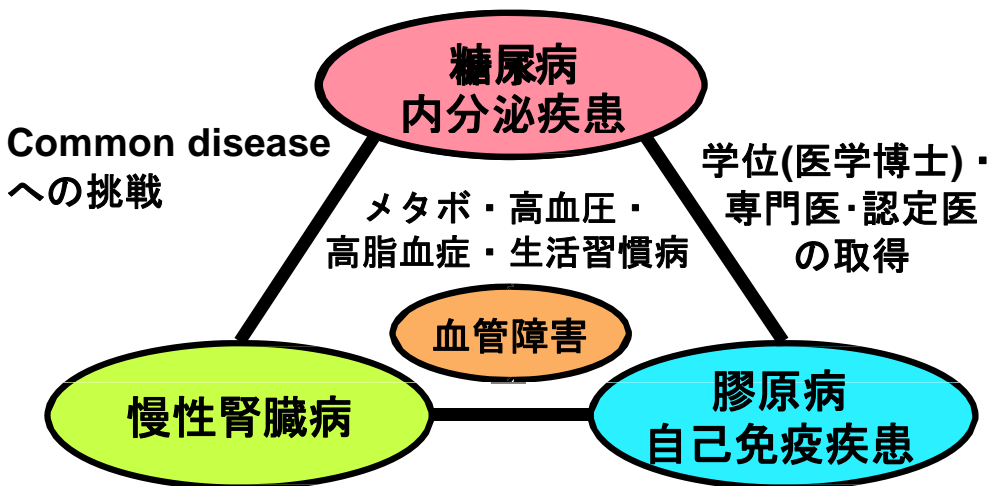 糖尿病
内分泌疾患
Common disease
への挑戦
学位(医学博士)・
専門医・認定医
の取得
メタボ・高血圧・
高脂血症・生活習慣病
血管障害
慢性腎臓病
膠原病
自己免疫疾患